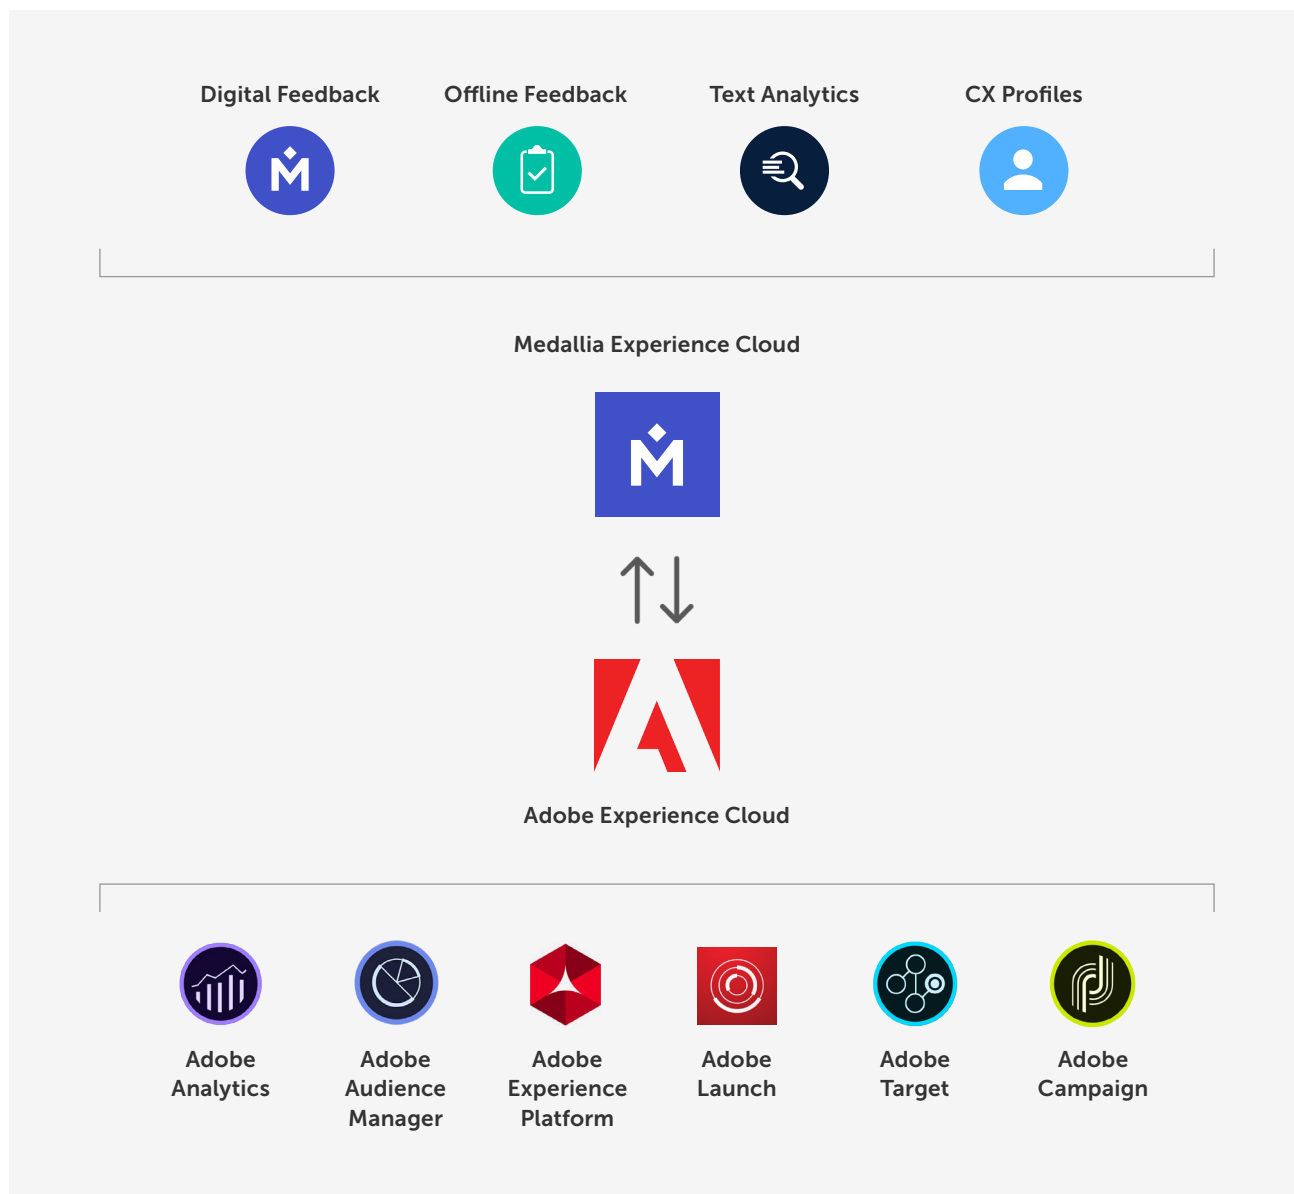 Digital Feedback
Offline Feedback
Text Analytics
CX Profiles
Medallia Experience Cloud
Adobe Experience Cloud
Adobe
Analytics
Adobe
Audience
Manager
Adobe
Experience
Platform
Adobe
Launch
Adobe
Target
Adobe
Campaign